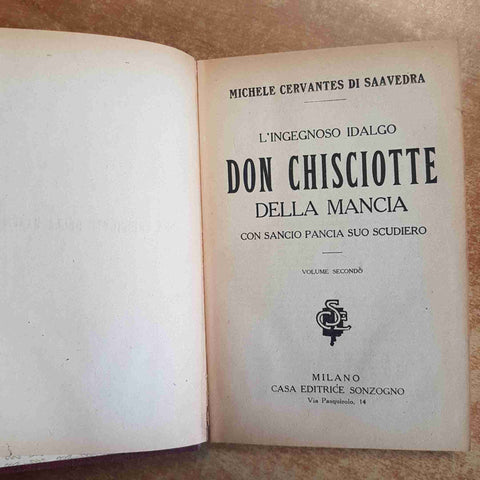 MICHELE CERVANTES DI SAAVEDRA
L'INGEGNOSO IDALGO
DON CHISCIOTTE
DELLA MANCIA
CON SANCIO PANCIA SUO SCUDIERO
VOLUME SECONDO
MILANO
CASA EDITRICE SONZOGNO
Via Pasquirolo, 14